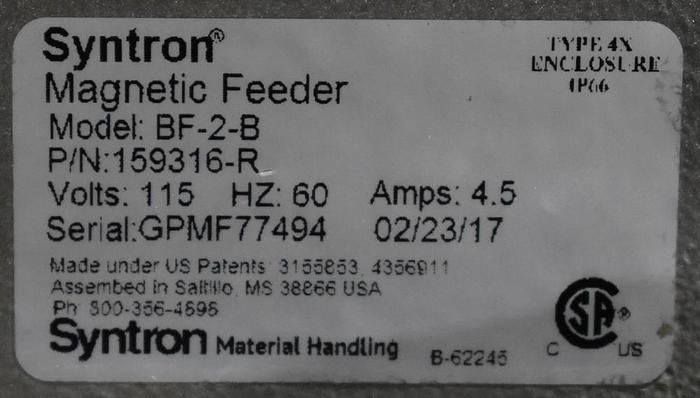 Syntron®
Magnetic Feeder
Model: BF-2-B
P/N:159316-R
Volts: 115 HZ: 60 Amps: 4.5
Serial:GPMF77494 02/23/17
TYPE 4X
ENCLOSURE
IP66
Made under US Patents: 3155853, 4356911
Assembed in Saltillo, MS 38866 USA
Ph: 800-356-4898
Syntron Material Handling
B-62245
C SA® US